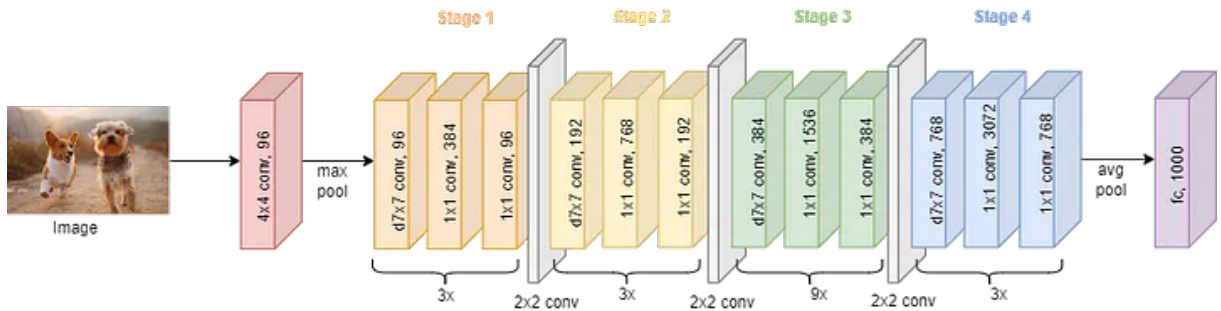 Stage 1
Stage 2
Stage 3
Stage 4
Image
4x4 conv, 96
max
pool
d7x7 conv, 96
1x1 conv, 384
1x1 conv, 96
3x
2x2 conv
d7x7 conv, 192
1x1 conv, 768
1x1 conv, 192
3x
2x2 conv
d7x7 conv, 384
1x1 conv, 1536
1x1 conv, 384
9x
2x2 conv
d7x7 conv, 768
1x1 conv, 3072
1x1 conv, 768
3x
avg
pool
fc, 1000